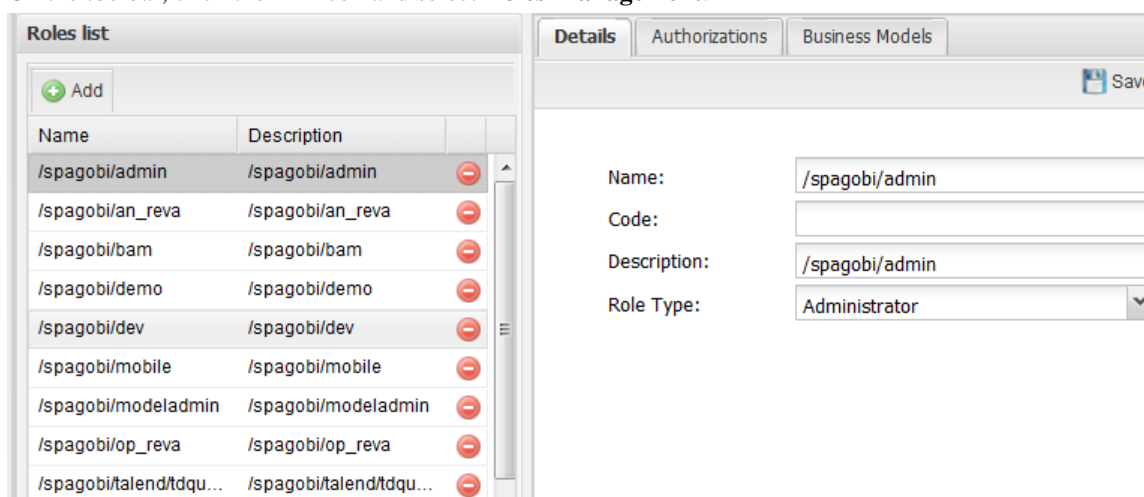 Roles list
Add
Name Description
/spagobi/admin /spagobi/admin
/spagobi/an_reva /spagobi/an_reva
/spagobi/bam /spagobi/bam
/spagobi/demo /spagobi/demo
/spagobi/dev /spagobi/dev
/spagobi/mobile /spagobi/mobile
/spagobi/modeladmin /spagobi/modeladmin
/spagobi/op_reva /spagobi/op_reva
/spagobi/talend/tdqu... /spagobi/talend/tdqu...
Details Authorizations Business Models
Save
Name: /spagobi/admin
Code:
Description: /spagobi/admin
Role Type: Administrator